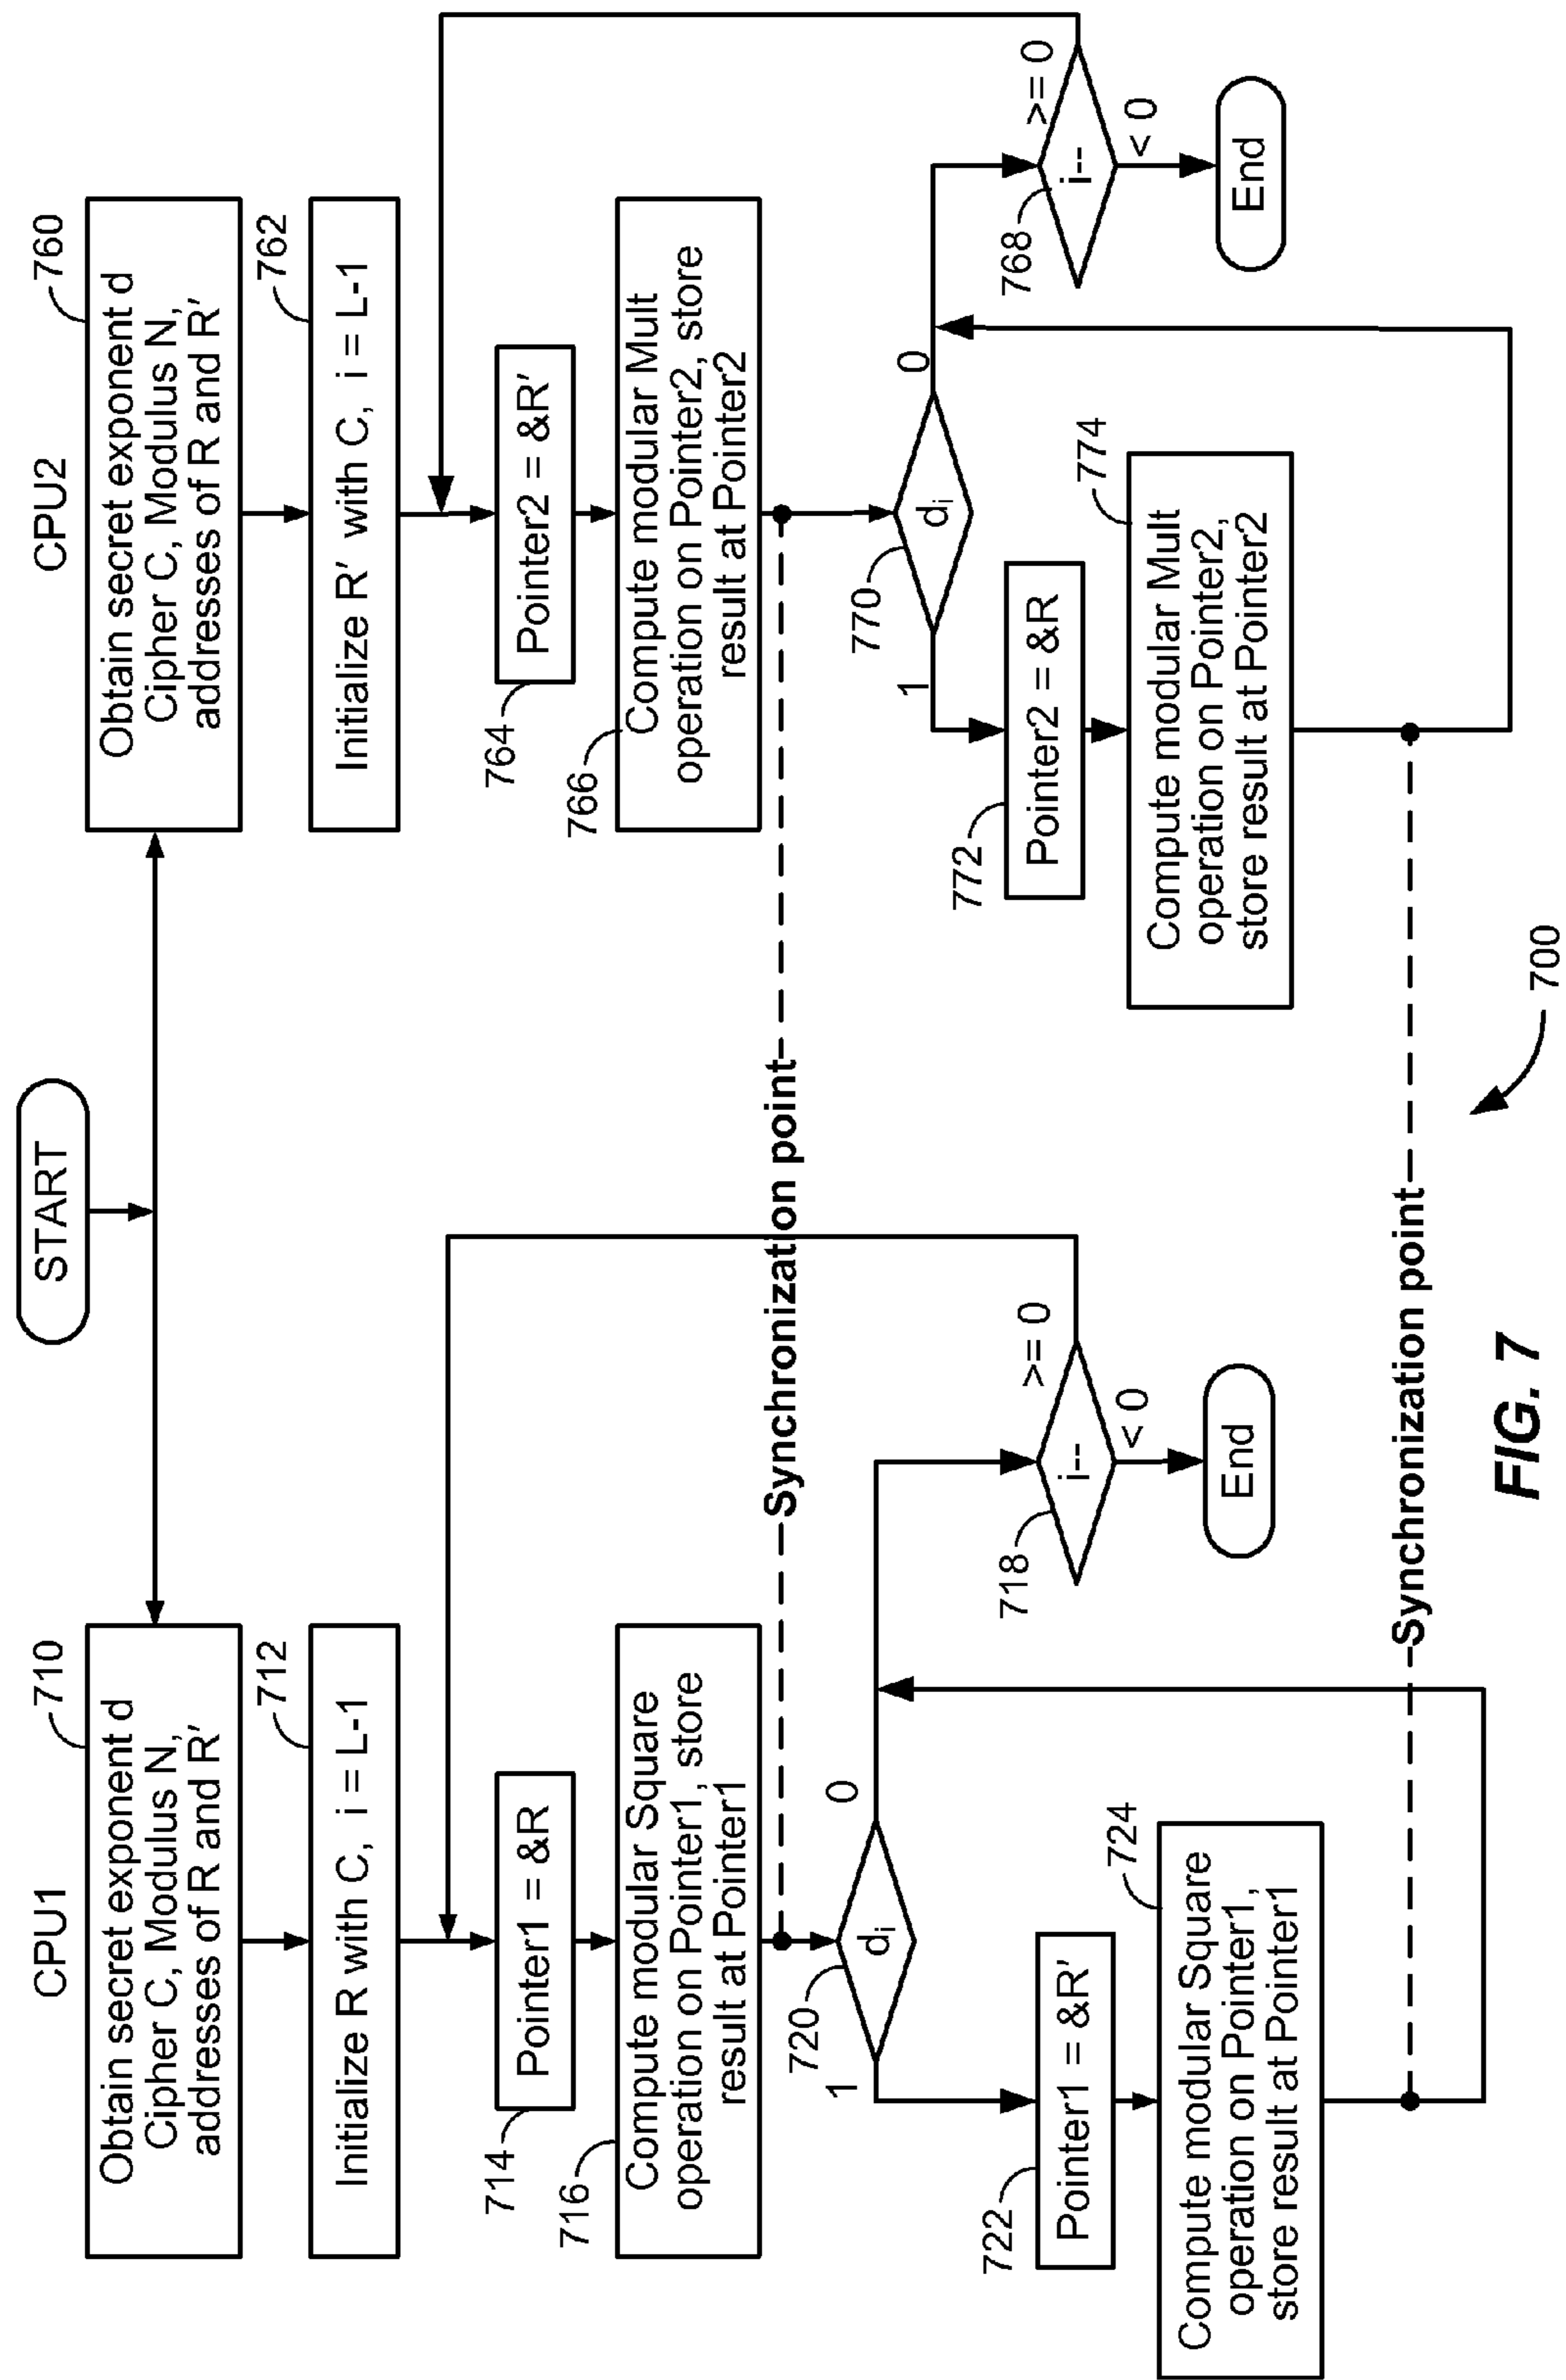 START
CPU1
710
Obtain secret exponent d
Cipher C, Modulus N,
addresses of R and R′
712
Initialize R with C, i = L-1
714
Pointer1 = &R
716
Compute modular Square
operation on Pointer1, store
result at Pointer1
720
d_i
1
0
722
Pointer1 = &R'
724
Compute modular Square
operation on Pointer1,
store result at Pointer1
718
i--
>= 0
< 0
End
Synchronization point
Synchronization point
CPU2
760
Obtain secret exponent d
Cipher C, Modulus N,
addresses of R and R′
762
Initialize R′ with C, i = L-1
764
Pointer2 = &R′
766
Compute modular Mult
operation on Pointer2, store
result at Pointer2
770
d_i
1
0
772
Pointer2 = &R
774
Compute modular Mult
operation on Pointer2,
store result at Pointer2
768
i--
>= 0
< 0
End
700
FIG. 7